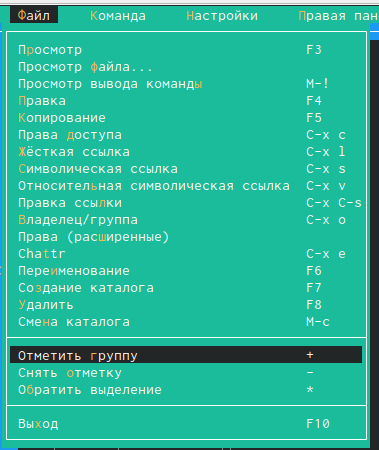 Файл Команда Настройки Правая пан
Просмотр F3
Просмотр файла...
Просмотр вывода команды M-!
Правка F4
Копирование F5
Права доступа C-x c
Жёсткая ссылка C-x l
Символическая ссылка C-x s
Относительная символическая ссылка C-x v
Правка ссылки C-x C-s
Владелец/группа C-x o
Права (расширенные)
Chattr C-x e
Переименование F6
Создание каталога F7
Удалить F8
Смена каталога M-c
Отметить группу +
Снять отметку -
Обратить выделение *
Выход F10